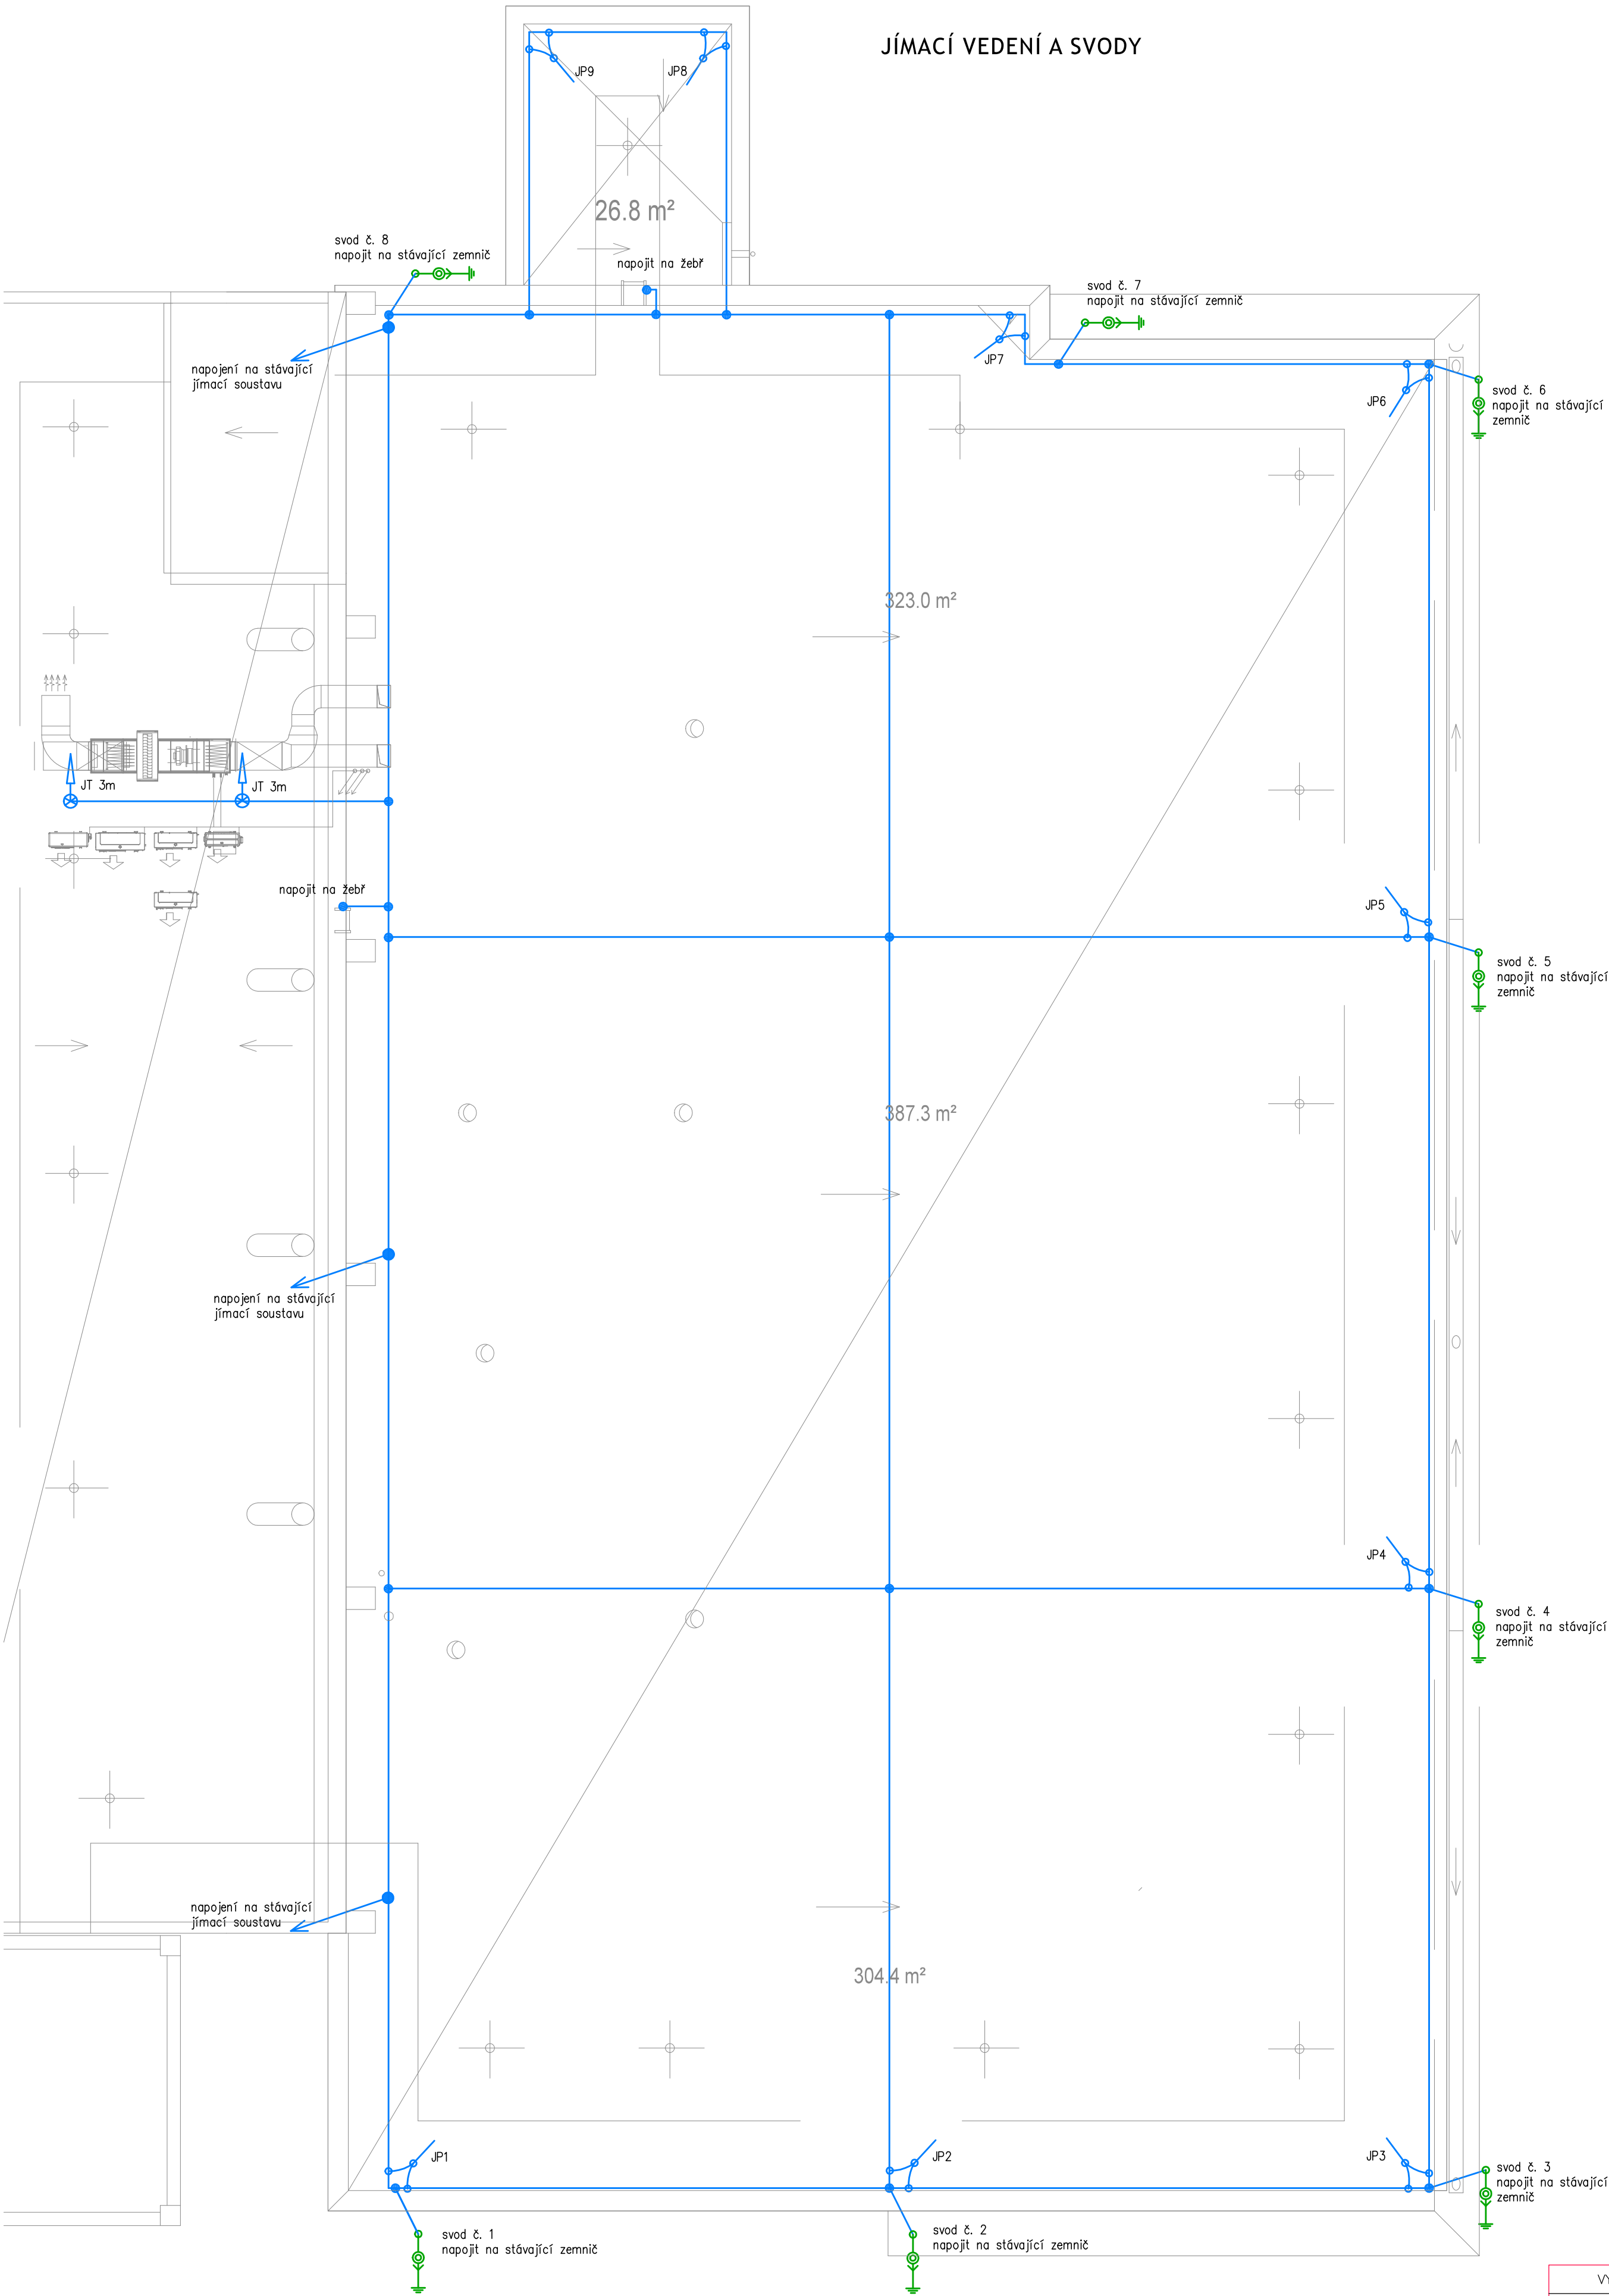 JÍMACÍ VEDENÍ A SVODY
JP9
JP8
26.8 m²
svod č. 8
napojit na stávající zemnič
napojit na žebř
svod č. 7
napojit na stávající zemnič
napojení na stávající
jímací soustavu
JP7
JP6
svod č. 6
napojit na stávající
zemnič
323.0 m²
JT 3m
JT 3m
napojit na žebř
JP5
svod č. 5
napojit na stávající
zemnič
387.3 m²
napojení na stávající
jímací soustavu
JP4
svod č. 4
napojit na stávající
zemnič
napojení na stávající
jímací soustavu
304.4 m²
JP1
JP2
JP3
svod č. 3
napojit na stávající
zemnič
svod č. 1
napojit na stávající zemnič
svod č. 2
napojit na stávající zemnič